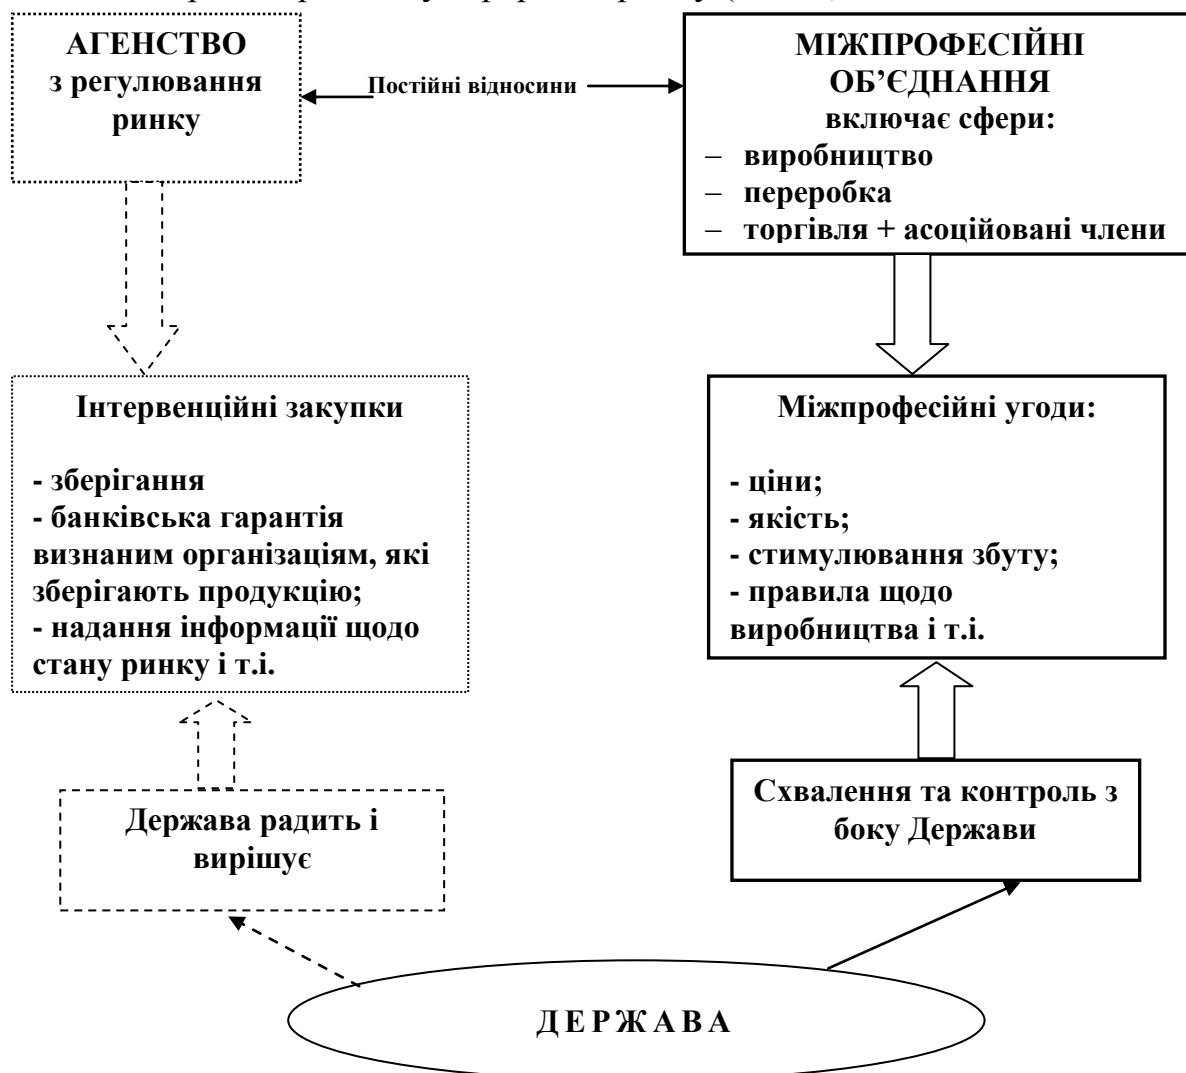 АГЕНСТВО
з регулювання
ринку
Постійні відносини
МІЖПРОФЕСІЙНІ
ОБ’ЄДНАННЯ
включає сфери:
– виробництво
– переробка
– торгівля + асоційовані члени
Інтервенційні закупки
- зберігання
- банківська гарантія
визнаним організаціям, які
зберігають продукцію;
- надання інформації щодо
стану ринку і т.і.
Міжпрофесійні угоди:
- ціни;
- якість;
- стимулювання збуту;
- правила щодо
виробництва і т.і.
Держава радить і
вирішує
Схвалення та контроль з
боку Держави
ДЕРЖАВА